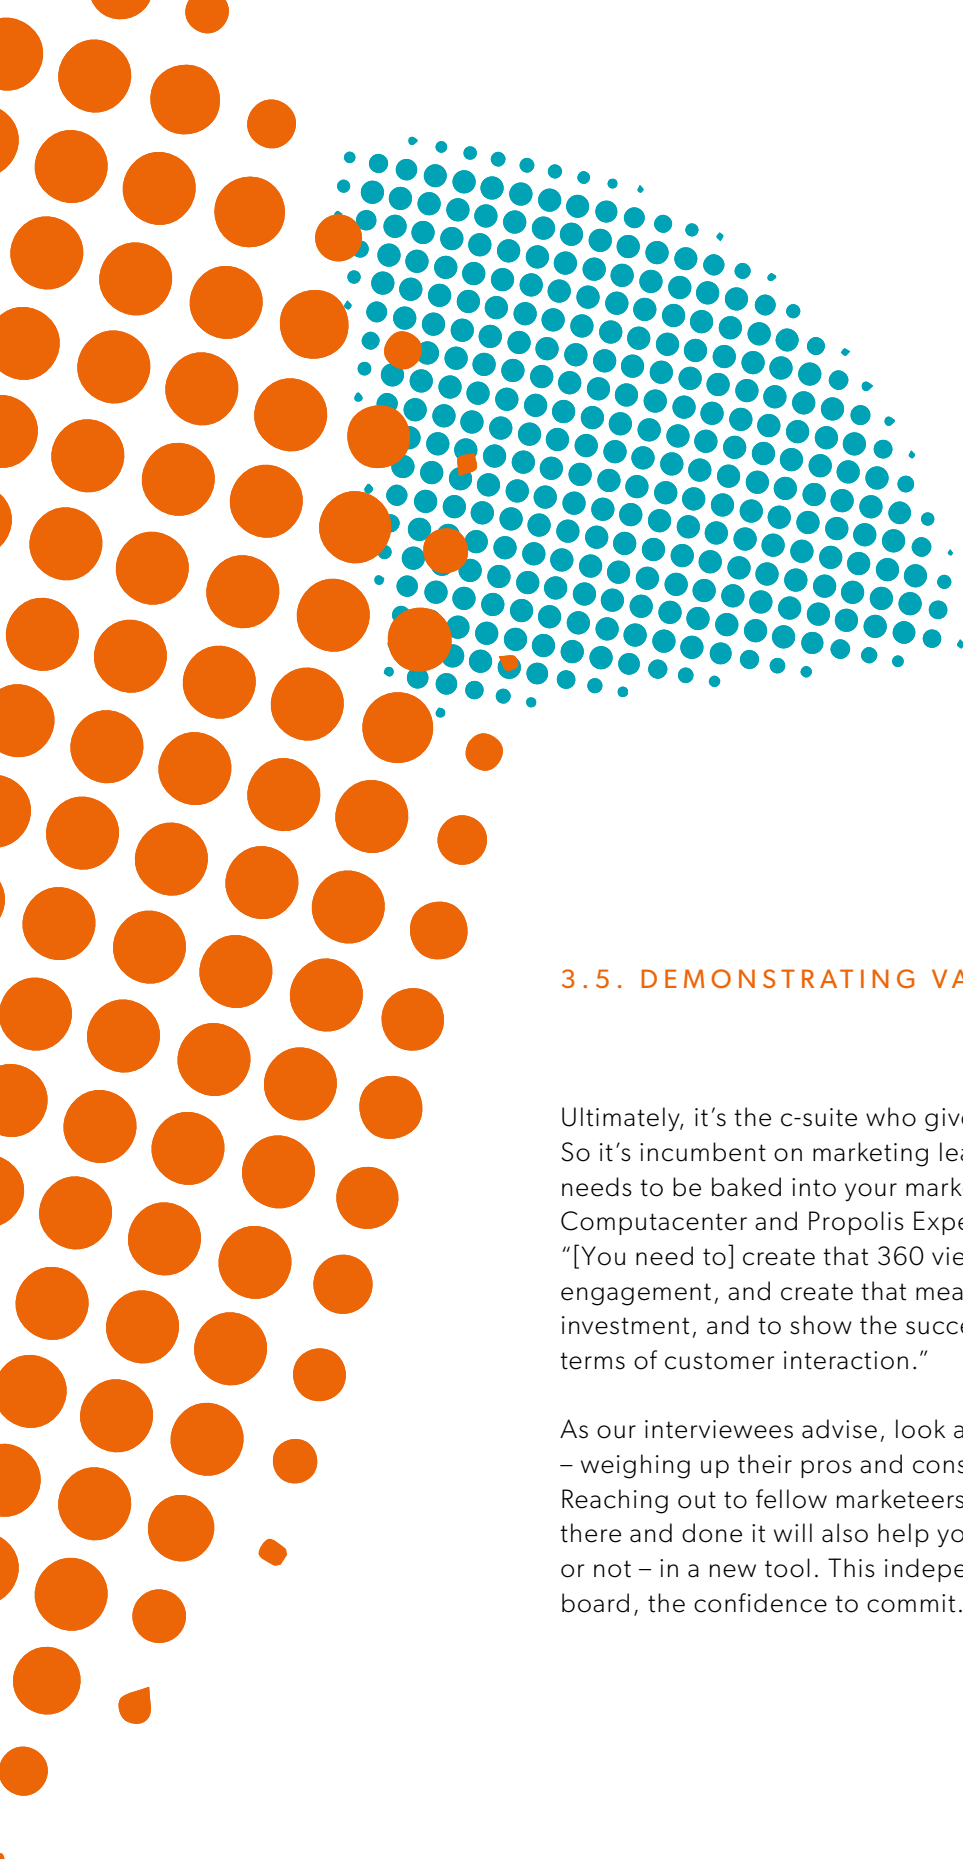 3.5. DEMONSTRATING VA
Ultimately, it’s the c-suite who give
So it’s incumbent on marketing lea
needs to be baked into your mark
Computacenter and Propolis Expe
“[You need to] create that 360 vie
engagement, and create that mea
investment, and to show the succe
terms of customer interaction.”
As our interviewees advise, look a
– weighing up their pros and cons
Reaching out to fellow marketeers
there and done it will also help yo
or not – in a new tool. This indepe
board, the confidence to commit.